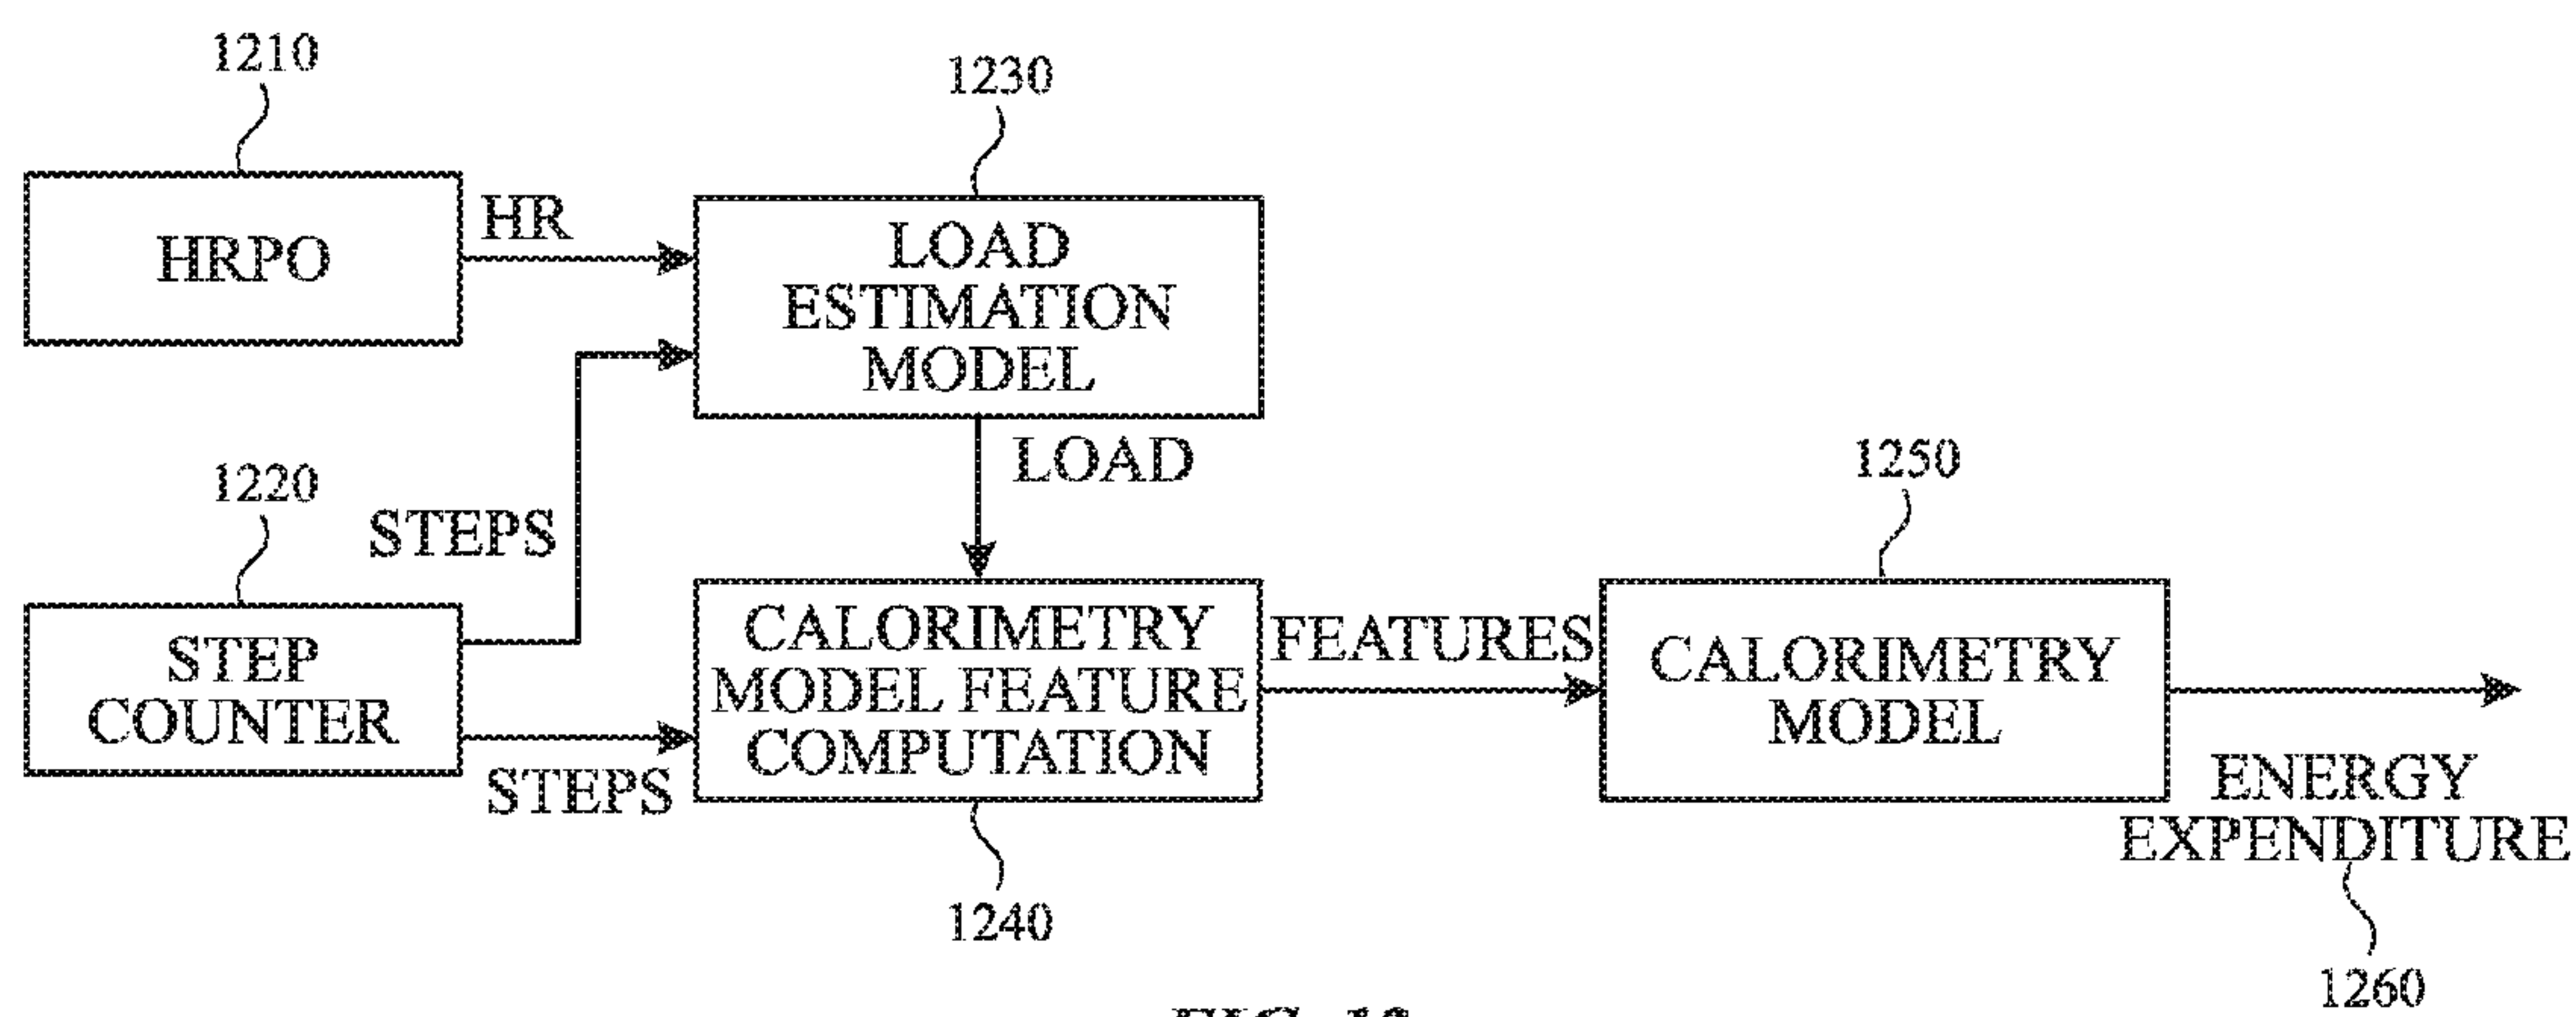 1210
1230
HRPO
HR
LOAD
ESTIMATION
MODEL
LOAD
1220
STEPS
1250
STEP
COUNTER
STEPS
CALORIMETRY
MODEL FEATURE
COMPUTATION
FEATURES
CALORIMETRY
MODEL
ENERGY
EXPENDITURE
1240
1260